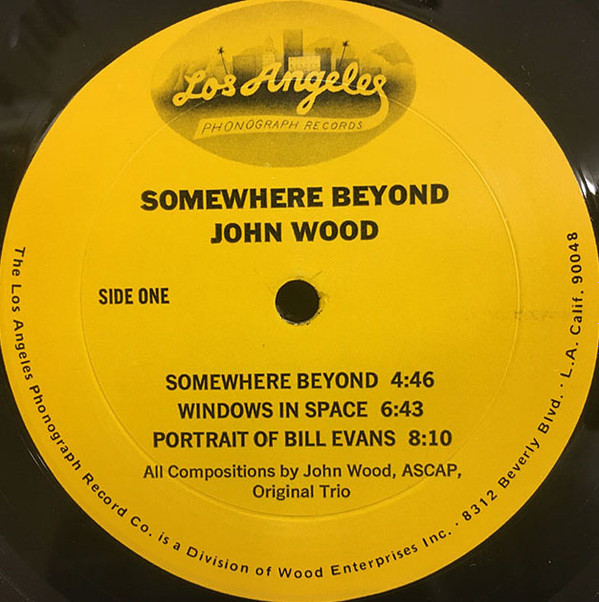 Los Angeles
PHONOGRAPH RECORDS
SOMEWHERE BEYOND
JOHN WOOD
SIDE ONE
SOMEWHERE BEYOND 4:46
WINDOWS IN SPACE 6:43
PORTRAIT OF BILL EVANS 8:10
All Compositions by John Wood, ASCAP,
Original Trio
The Los Angeles Phonograph Record Co. is a Division of Wood Enterprises Inc. · 8312 Beverly Blvd. · L.A. Calif. 90048